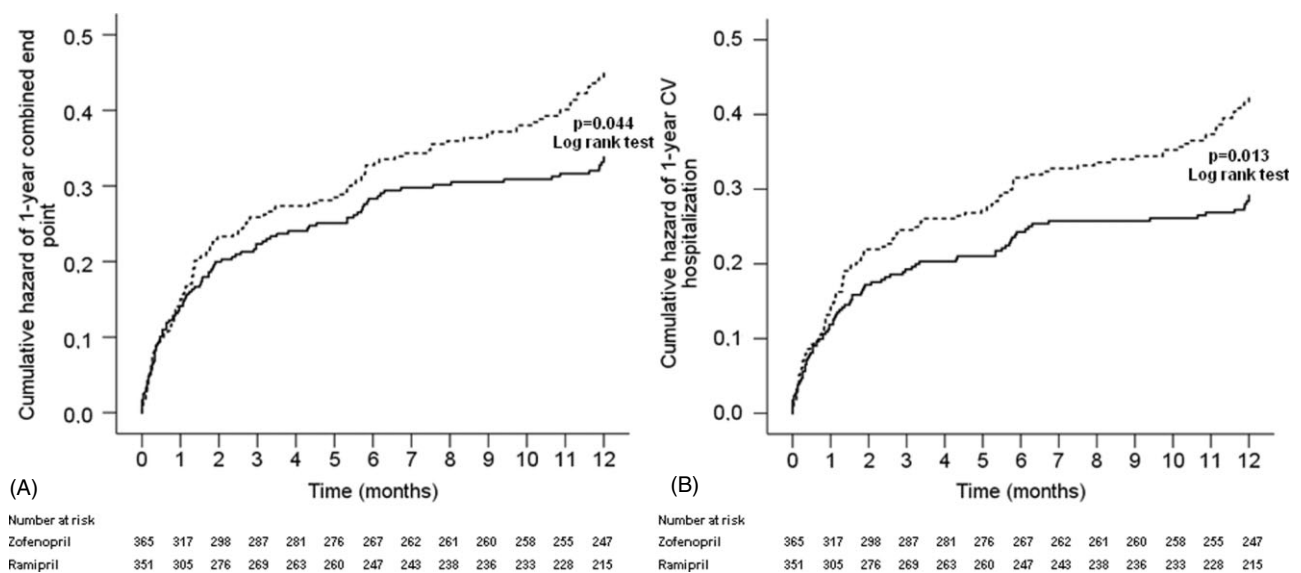 Cumulative hazard of 1-year combined end
point
0.5
0.4
0.3
0.2
0.1
0.0
p=0.044
Log rank test
0 1 2 3 4 5 6 7 8 9 10 11 12
(A)
Time (months)
Number at risk
Zofenopril 365 317 298 287 281 276 267 262 261 260 258 255 247
Ramipril 351 305 276 269 263 260 247 243 238 236 233 228 215
Cumulative hazard of 1-year CV
hospitalization
0.5
0.4
0.3
0.2
0.1
0.0
p=0.013
Log rank test
0 1 2 3 4 5 6 7 8 9 10 11 12
(B)
Time (months)
Number at risk
Zofenopril 365 317 298 287 281 276 267 262 261 260 258 255 247
Ramipril 351 305 276 269 263 260 247 243 238 236 233 228 215